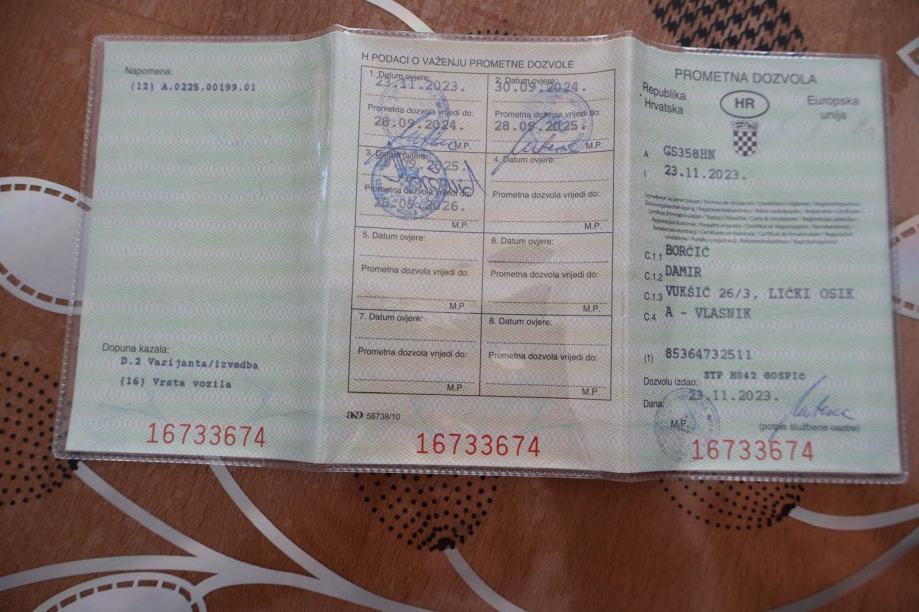 Napomena:
(12) A.0225.00199.01
Dopuna kazala:
D.2 Varijanta/izvedba
(16) Vrsta vozila
16733674
H PODACI O VAŽENJU PROMETNE DOZVOLE
1. Datum ovjere:
23.11.2023.
Prometna dozvola vrijedi do:
28.09.2024.
M.P.
2. Datum ovjere:
30.09.2024.
Prometna dozvola vrijedi do:
28.09.2025.
M.P.
3. Datum ovjere:
2025.
Prometna dozvola vrijedi do:
2026.
M.P.
4. Datum ovjere:
Prometna dozvola vrijedi do:
M.P.
5. Datum ovjere:
Prometna dozvola vrijedi do:
M.P.
6. Datum ovjere:
Prometna dozvola vrijedi do:
M.P.
7. Datum ovjere:
Prometna dozvola vrijedi do:
M.P.
8. Datum ovjere:
Prometna dozvola vrijedi do:
M.P.
58738/10
16733674
PROMETNA DOZVOLA
Republika
Hrvatska
HR
Europska
unija
A GS358HN
I 23.11.2023.
C.1.1 BORČIĆ
C.1.2 DAMIR
C.1.3 VUKŠIĆ 26/3, LIČKI OSIK
C.4 A - VLASNIK
(1) 85364732511
Dozvolu izdao: STP H042 GOSPIĆ
Dana: 23.11.2023.
M.P.
(potpis službene osobe)
16733674